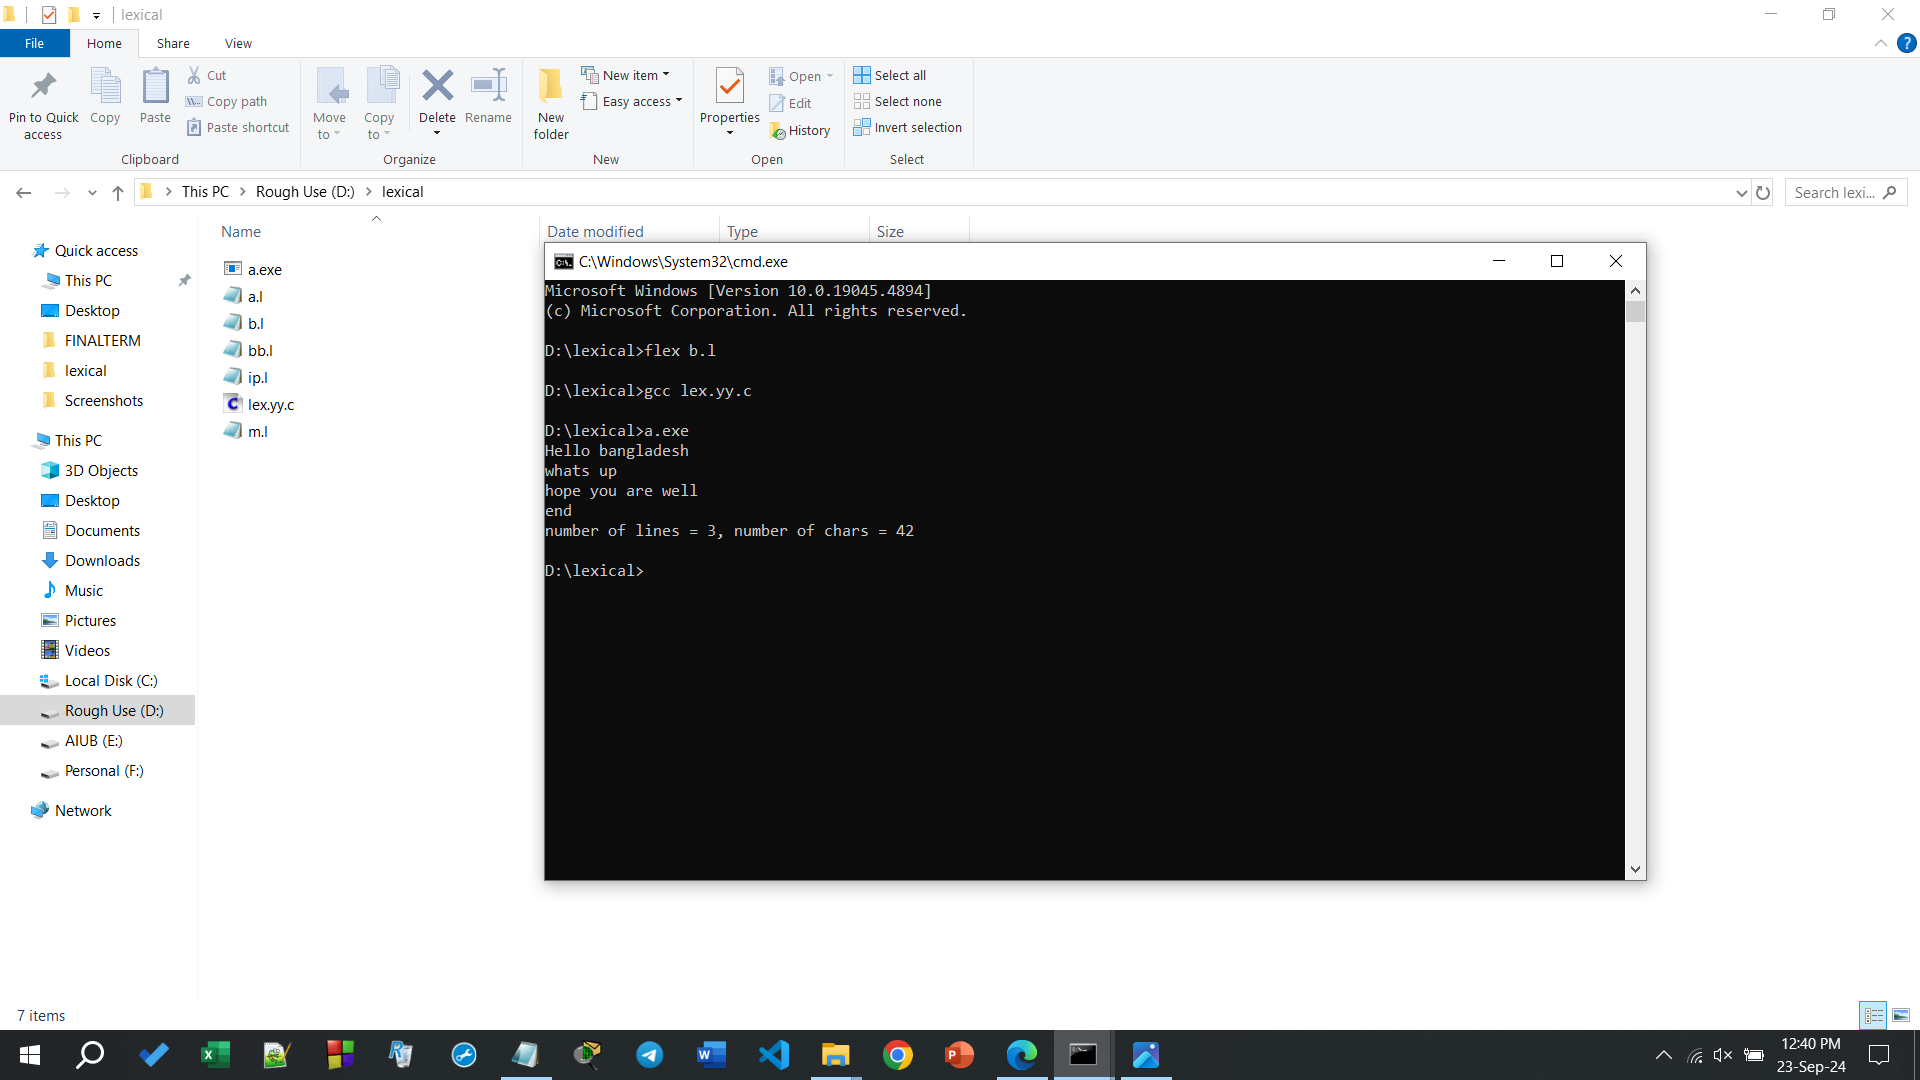 lexical
File Home Share View
Pin to Quick access
Copy
Paste
Cut
Copy path
Paste shortcut
Clipboard
Move to
Copy to
Delete
Rename
Organize
New folder
New item
Easy access
New
Properties
Open
Edit
History
Open
Select all
Select none
Invert selection
Select
This PC > Rough Use (D:) > lexical
Search lexi...
Name Date modified Type Size
Quick access
This PC
Desktop
FINALTERM
lexical
Screenshots
This PC
3D Objects
Desktop
Documents
Downloads
Music
Pictures
Videos
Local Disk (C:)
Rough Use (D:)
AIUB (E:)
Personal (F:)
Network
a.exe
a.l
b.l
bb.l
ip.l
lex.yy.c
m.l
C:\Windows\System32\cmd.exe
Microsoft Windows [Version 10.0.19045.4894]
(c) Microsoft Corporation. All rights reserved.
D:\lexical>flex b.l
D:\lexical>gcc lex.yy.c
D:\lexical>a.exe
Hello bangladesh
whats up
hope you are well
end
number of lines = 3, number of chars = 42
D:\lexical>
7 items
12:40 PM
23-Sep-24